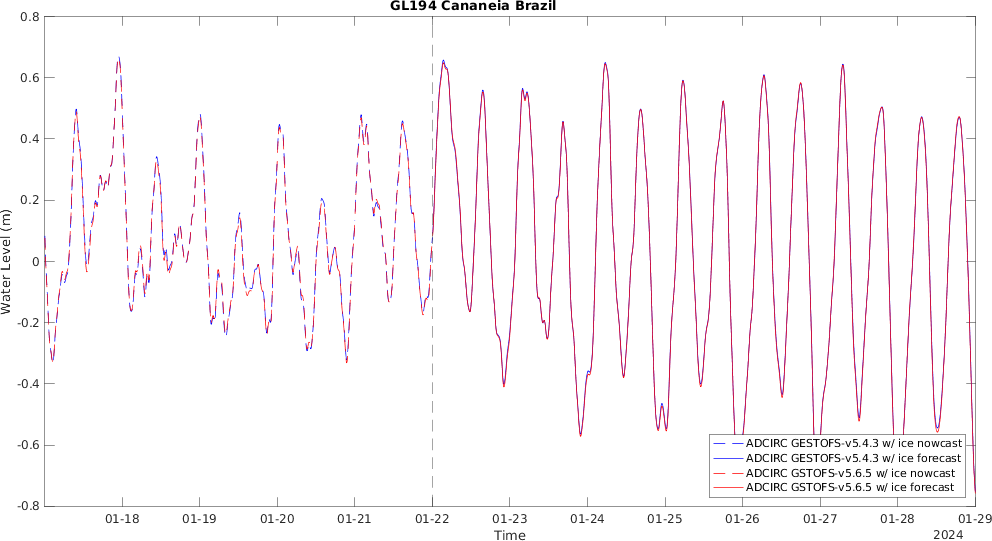 GL194 Cananeia Brazil
0.8
0.6
0.4
0.2
0
-0.2
-0.4
-0.6
-0.8
Water Level (m)
ADCIRC GESTOFS-v5.4.3 w/ ice nowcast
ADCIRC GESTOFS-v5.4.3 w/ ice forecast
ADCIRC GSTOFS-v5.6.5 w/ ice nowcast
ADCIRC GSTOFS-v5.6.5 w/ ice forecast
01-18 01-19 01-20 01-21 01-22 01-23 01-24 01-25 01-26 01-27 01-28 01-29
Time
2024